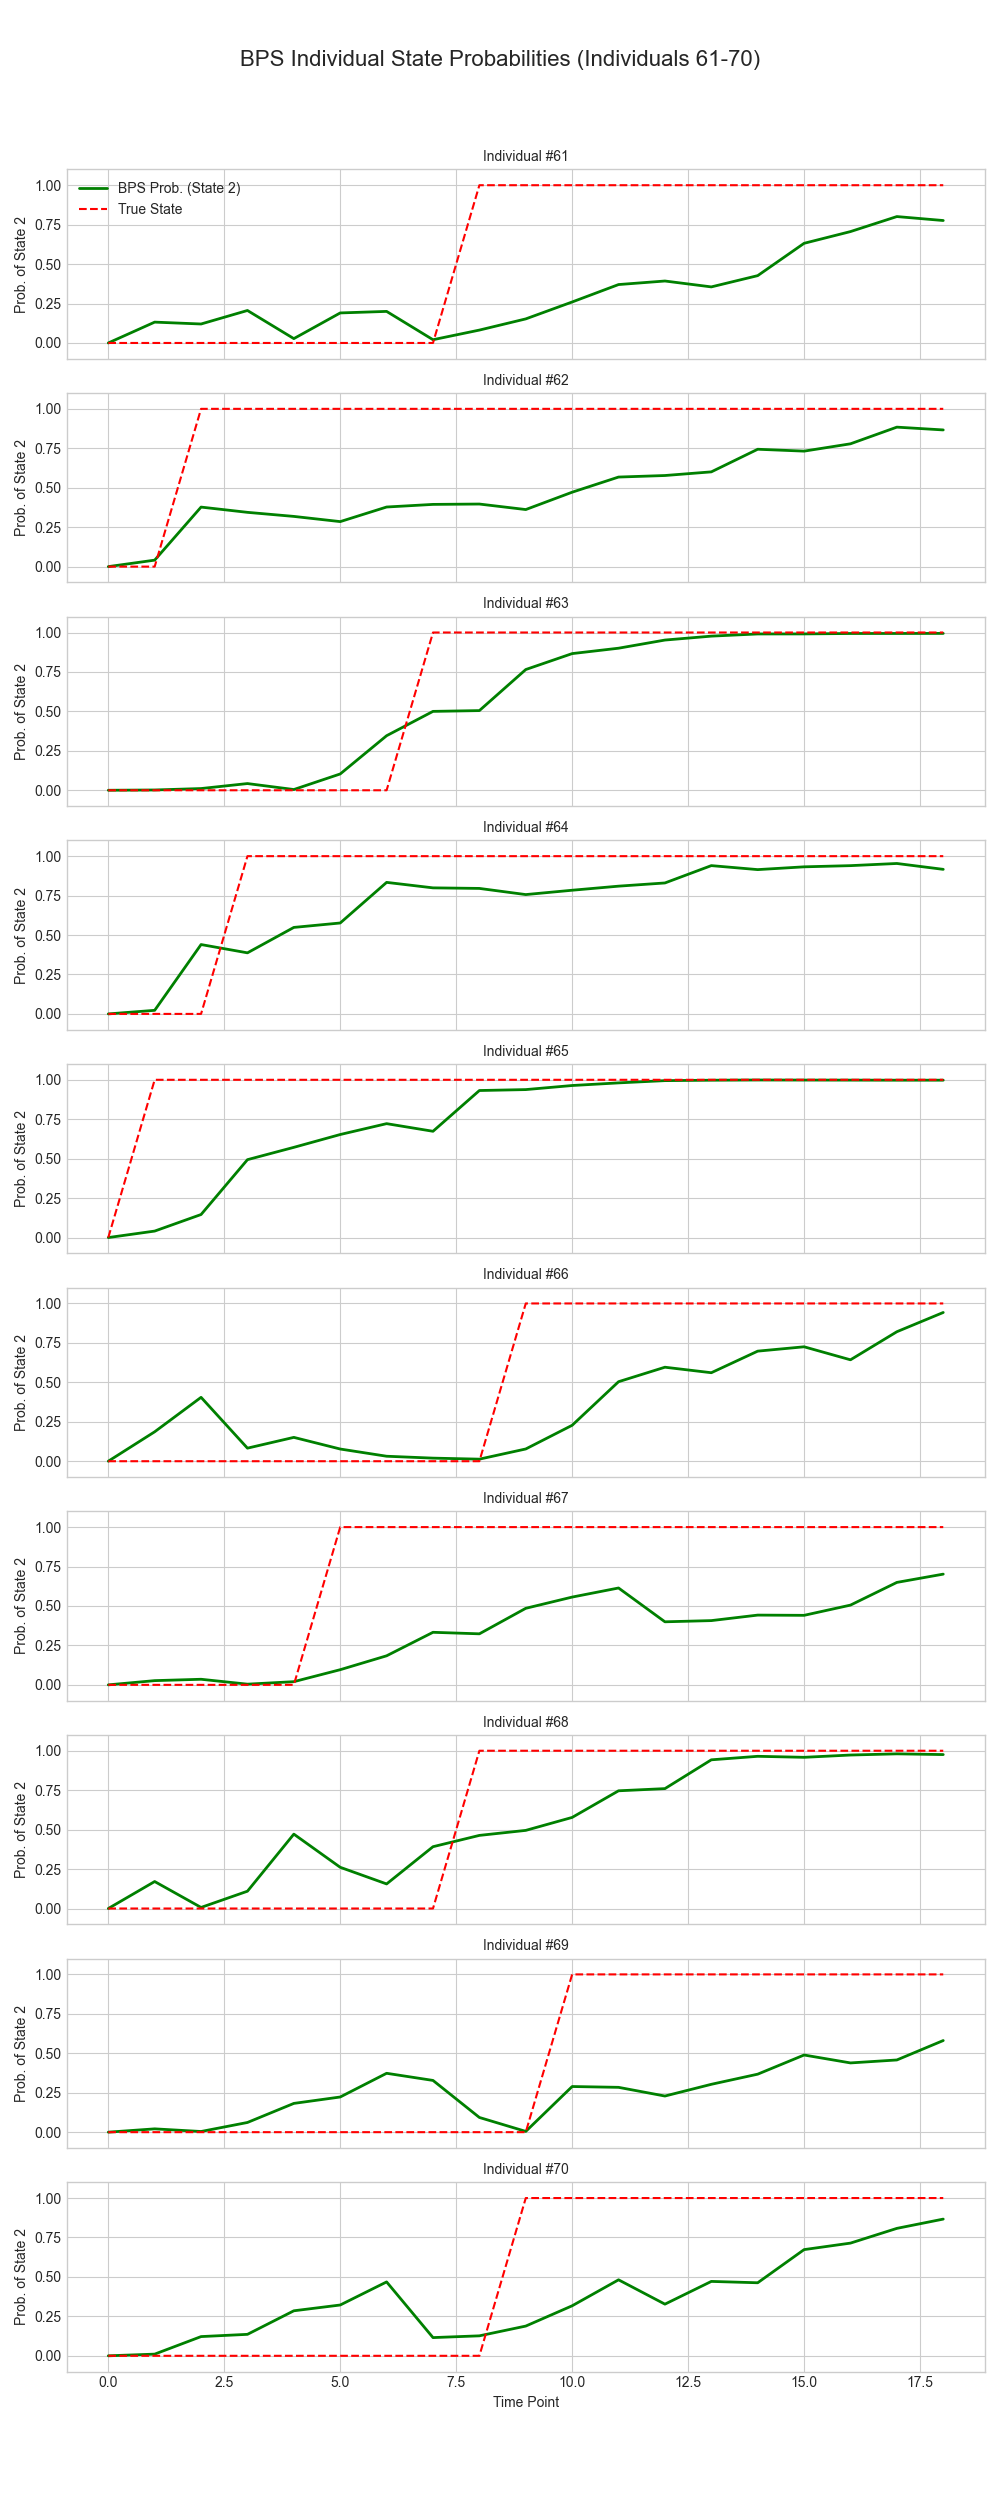 BPS Individual State Probabilities (Individuals 61-70)
Individual #61
1.00
0.75
0.50
0.25
0.00
Prob. of State 2
BPS Prob. (State 2)
True State
Individual #62
1.00
0.75
0.50
0.25
0.00
Prob. of State 2
Individual #63
1.00
0.75
0.50
0.25
0.00
Prob. of State 2
Individual #64
1.00
0.75
0.50
0.25
0.00
Prob. of State 2
Individual #65
1.00
0.75
0.50
0.25
0.00
Prob. of State 2
Individual #66
1.00
0.75
0.50
0.25
0.00
Prob. of State 2
Individual #67
1.00
0.75
0.50
0.25
0.00
Prob. of State 2
Individual #68
1.00
0.75
0.50
0.25
0.00
Prob. of State 2
Individual #69
1.00
0.75
0.50
0.25
0.00
Prob. of State 2
Individual #70
1.00
0.75
0.50
0.25
0.00
Prob. of State 2
0.0 2.5 5.0 7.5 10.0 12.5 15.0 17.5
Time Point